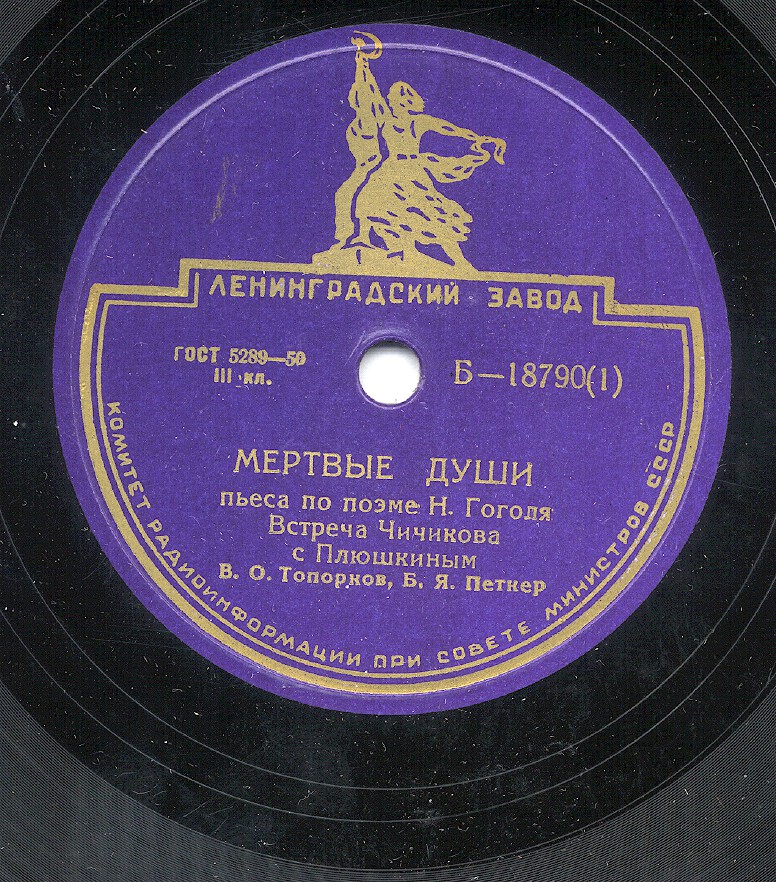 ЛЕНИНГРАДСКИЙ ЗАВОД
ГОСТ 5289—50
III кл.
Б—18790(1)
МЕРТВЫЕ ДУШИ
пьеса по поэме Н. Гоголя
Встреча Чичикова
с Плюшкиным
В. О. Топорков, Б. Я. Петкер
КОМИТЕТ РАДИОИНФОРМАЦИИ ПРИ СОВЕТЕ МИНИСТРОВ СССР